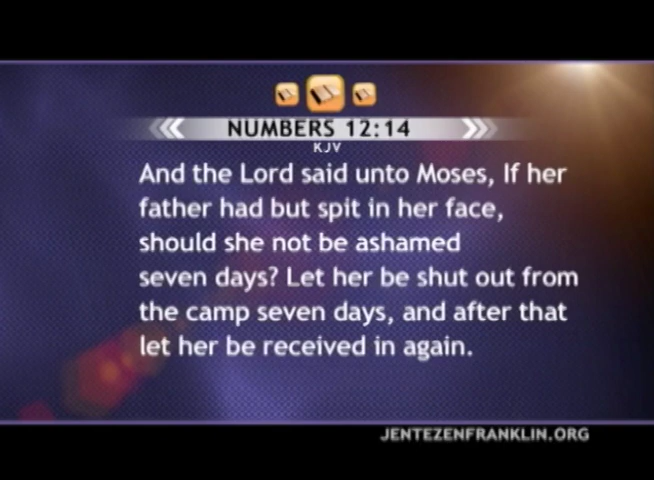 NUMBERS 12:14
KJV
And the Lord said unto Moses, If her
father had but spit in her face,
should she not be ashamed
seven days? Let her be shut out from
the camp seven days, and after that
let her be received in again.
JENTEZENFRANKLIN.ORG